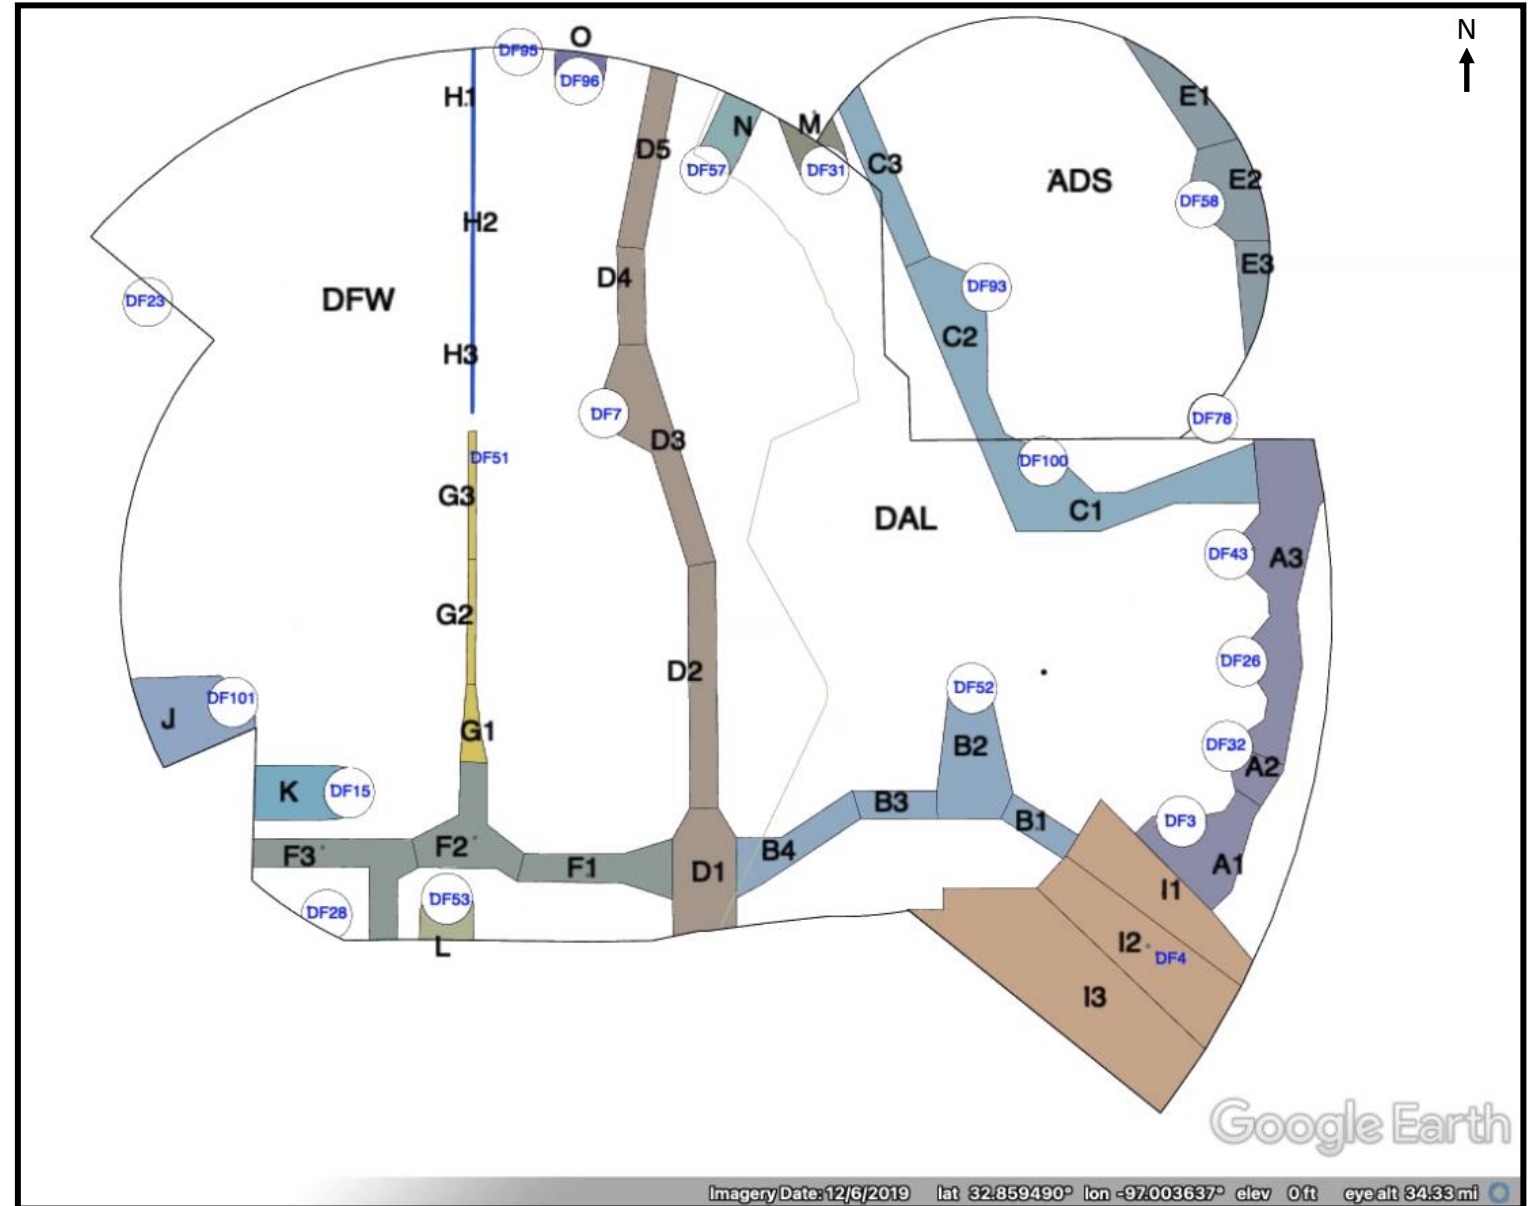 N
O
DF95
DF96
H1
E1
N
M
D5
C3
DF57
DF31
ADS
E2
DF58
H2
E3
D4
DF93
DF23
DFW
C2
H3
DF7
DF78
D3
DF51
DF100
G3
C1
DAL
DF43
A3
G2
D2
DF26
DF52
DF101
J
G1
B2
DF32
A2
K
DF15
B3
B1
DF3
F2
B4
F3
F1
D1
A1
I1
DF53
DF28
L
I2
DF4
I3
Google Earth
Imagery Date: 12/6/2019 lat 32.859490° lon -97.003637° elev 0 ft eye alt 34.33 mi